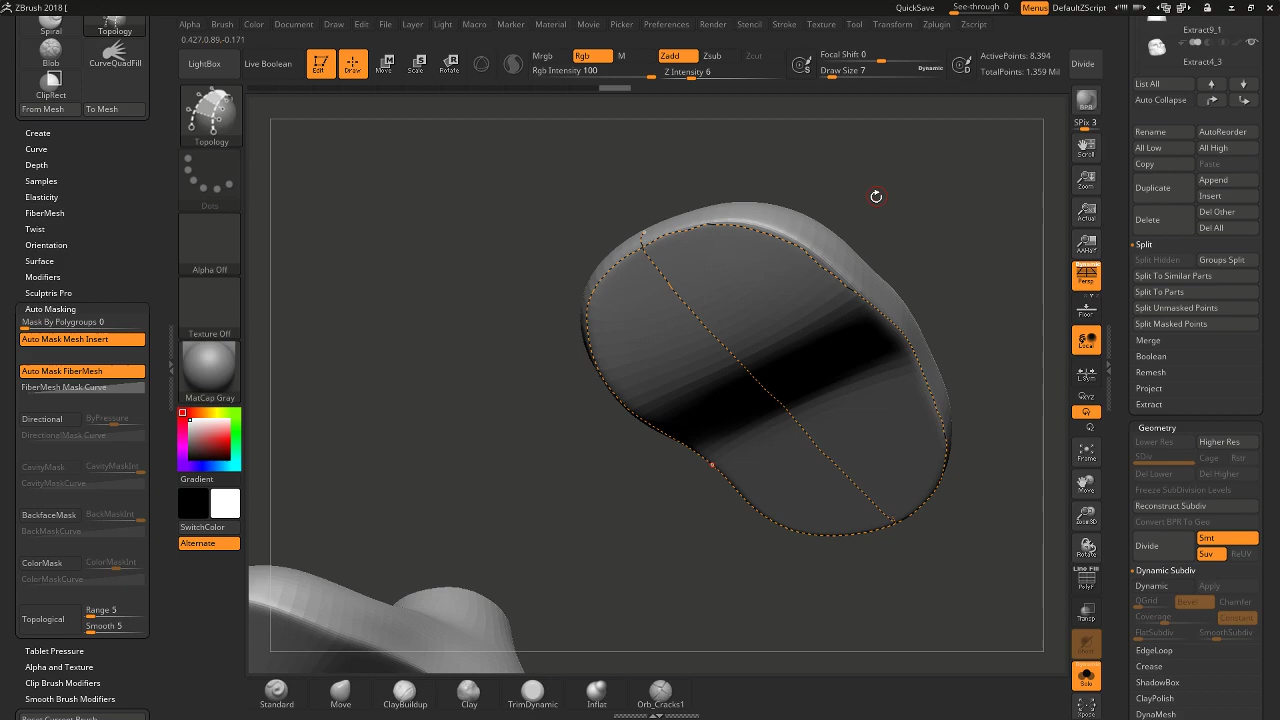 ZBrush 2018 [
QuickSave
See-through 0
Menus
DefaultZScript
Alpha Brush Color Document Draw Edit File Layer Light Macro Marker Material Movie Picker Preferences Render Stencil Stroke Texture Tool Transform Zplugin Zscript
0.427,0.89,-0.171
Spiral
Topology
Blob
CurveQuadFill
ClipRect
From Mesh
To Mesh
Create
Curve
Depth
Samples
Elasticity
FiberMesh
Twist
Orientation
Surface
Modifiers
Sculptris Pro
Auto Masking
Mask By Polygroups 0
Auto Mask Mesh Insert
Auto Mask FiberMesh
FiberMesh Mask Curve
Directional
ByPressure
Directional Mask Curve
CavityMask
CavityMaskInt
CavityMaskCurve
BackfaceMask
BackMaskInt
BackMaskCurve
ColorMask
ColorMaskInt
ColorMaskCurve
Topological
Range 5
Smooth 5
Tablet Pressure
Alpha and Texture
Clip Brush Modifiers
Smooth Brush Modifiers
Reset Current Brush
LightBox
Live Boolean
Edit
Draw
Move
Scale
Rotate
Mrgb
Rgb
M
Rgb Intensity 100
Zadd
Zsub
Zcut
Z Intensity 6
S
Focal Shift 0
Draw Size 7
Dynamic
D
ActivePoints: 8,394
TotalPoints: 1.359 Mil
Divide
Topology
Dots
Alpha Off
Texture Off
MatCap Gray
Gradient
SwitchColor
Alternate
Standard
Move
ClayBuildup
Clay
TrimDynamic
Inflat
Orb_Cracks1
BPR
SPix 3
Scroll
Zoom
Actual
AAHalf
Dynamic
Persp
Floor
Local
L.Sym
Frame
Move
Zoom3D
Rotate
Line Fill
PolyF
Transp
Ghost
Dynamic
Solo
Xpose
Extract9_1
Extract4_3
List All
Auto Collapse
Rename
AutoReorder
All Low
All High
Copy
Paste
Duplicate
Append
Insert
Delete
Del Other
Del All
Split
Split Hidden
Groups Split
Split To Similar Parts
Split To Parts
Split Unmasked Points
Split Masked Points
Merge
Boolean
Remesh
Project
Extract
Geometry
Lower Res
Higher Res
SDiv
Cage
Rstr
Del Lower
Del Higher
Freeze SubDivision Levels
Reconstruct Subdiv
Convert BPR To Geo
Divide
Smt
Suv
ReUV
Dynamic Subdiv
Dynamic
Apply
QGrid
Bevel
Chamfer
Coverage
Constant
FlatSubdiv
SmoothSubdiv
EdgeLoop
Crease
ShadowBox
ClayPolish
DynaMesh